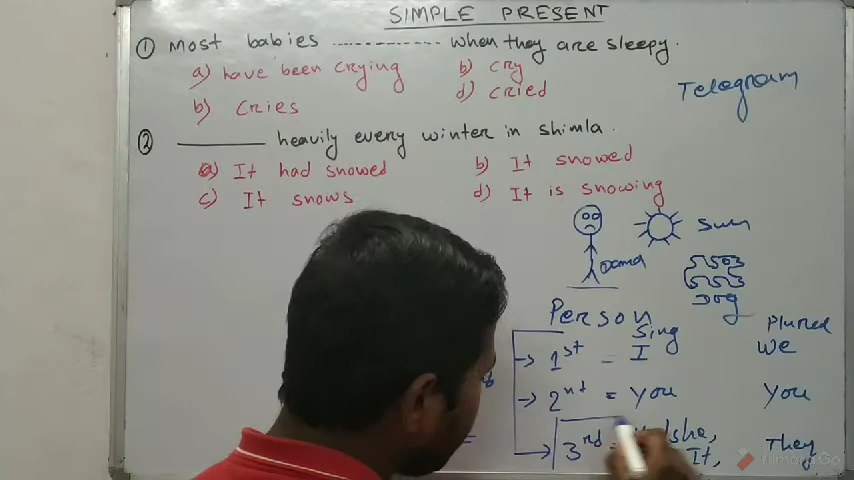 SIMPLE PRESENT
① Most babies ............... when they are sleepy.
a) have been crying b) cry
b) cries d) cried
Telegram
② ________ heavily every winter in shimla.
a) It had snowed b) It snowed
c) It snows d) It is snowing
Sun
Dog
Person
Sing Plural
→ 1st - I We
→ 2nd = You You
→ 3rd They
It,